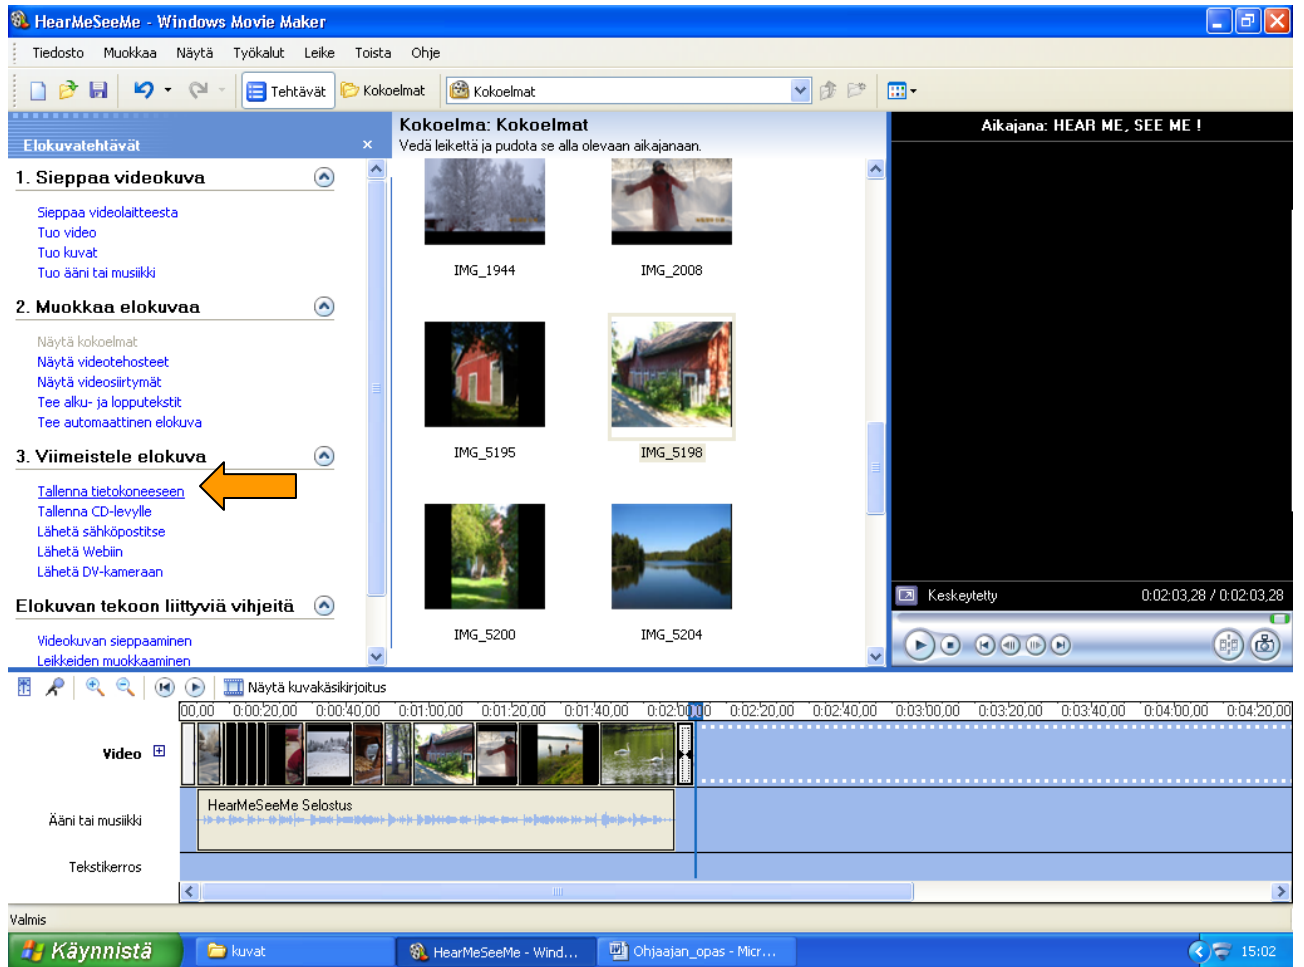 HearMeSeeMe - Windows Movie Maker
Tiedosto Muokkaa Näytä Työkalut Leike Toista Ohje
Tehtävät Kokoelmat Kokoelmat
Elokuvatehtävät
1. Sieppaa videokuva
Sieppaa videolaitteesta
Tuo video
Tuo kuvat
Tuo ääni tai musiikki
2. Muokkaa elokuvaa
Näytä kokoelmat
Näytä videotehosteet
Näytä videosiirtymät
Tee alku- ja lopputekstit
Tee automaattinen elokuva
3. Viimeistele elokuva
Tallenna tietokoneeseen
Tallenna CD-levylle
Lähetä sähköpostitse
Lähetä Webiin
Lähetä DV-kameraan
Elokuvan tekoon liittyviä vihjeitä
Videokuvan sieppaaminen
Leikkeiden muokkaaminen
Kokoelma: Kokoelmat
Vedä leikettä ja pudota se alla olevaan aikajanaan.
IMG_1944 IMG_2008
IMG_5195 IMG_5198
IMG_5200 IMG_5204
Aikajana: HEAR ME, SEE ME !
Keskeytetty 0:02:03,28 / 0:02:03,28
Näytä kuvakäsikirjoitus
00,00 0:00:20,00 0:00:40,00 0:01:00,00 0:01:20,00 0:01:40,00 0:02:00,00 0:02:20,00 0:02:40,00 0:03:00,00 0:03:20,00 0:03:40,00 0:04:00,00 0:04:20,00
Video
HearMeSeeMe Selostus
Ääni tai musiikki
Tekstikerros
Valmis
Käynnistä kuvat HearMeSeeMe - Wind... Ohjaajan_opas - Micr... 15:02